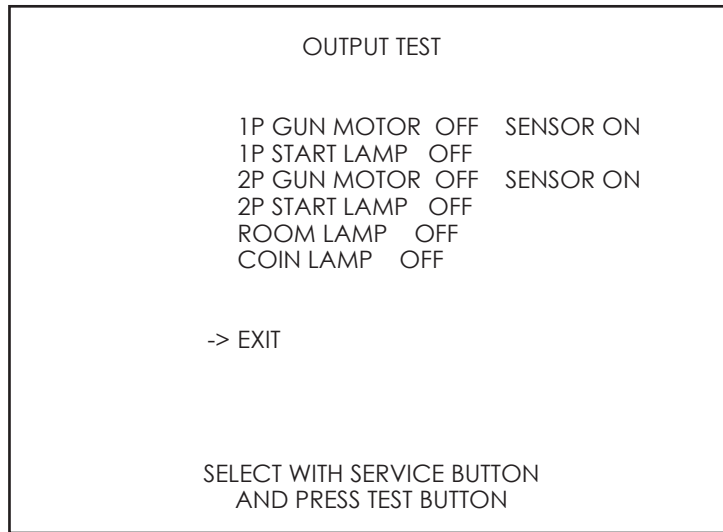 OUTPUT TEST
1P GUN MOTOR OFF SENSOR ON
1P START LAMP OFF
2P GUN MOTOR OFF SENSOR ON
2P START LAMP OFF
ROOM LAMP OFF
COIN LAMP OFF
-> EXIT
SELECT WITH SERVICE BUTTON
AND PRESS TEST BUTTON